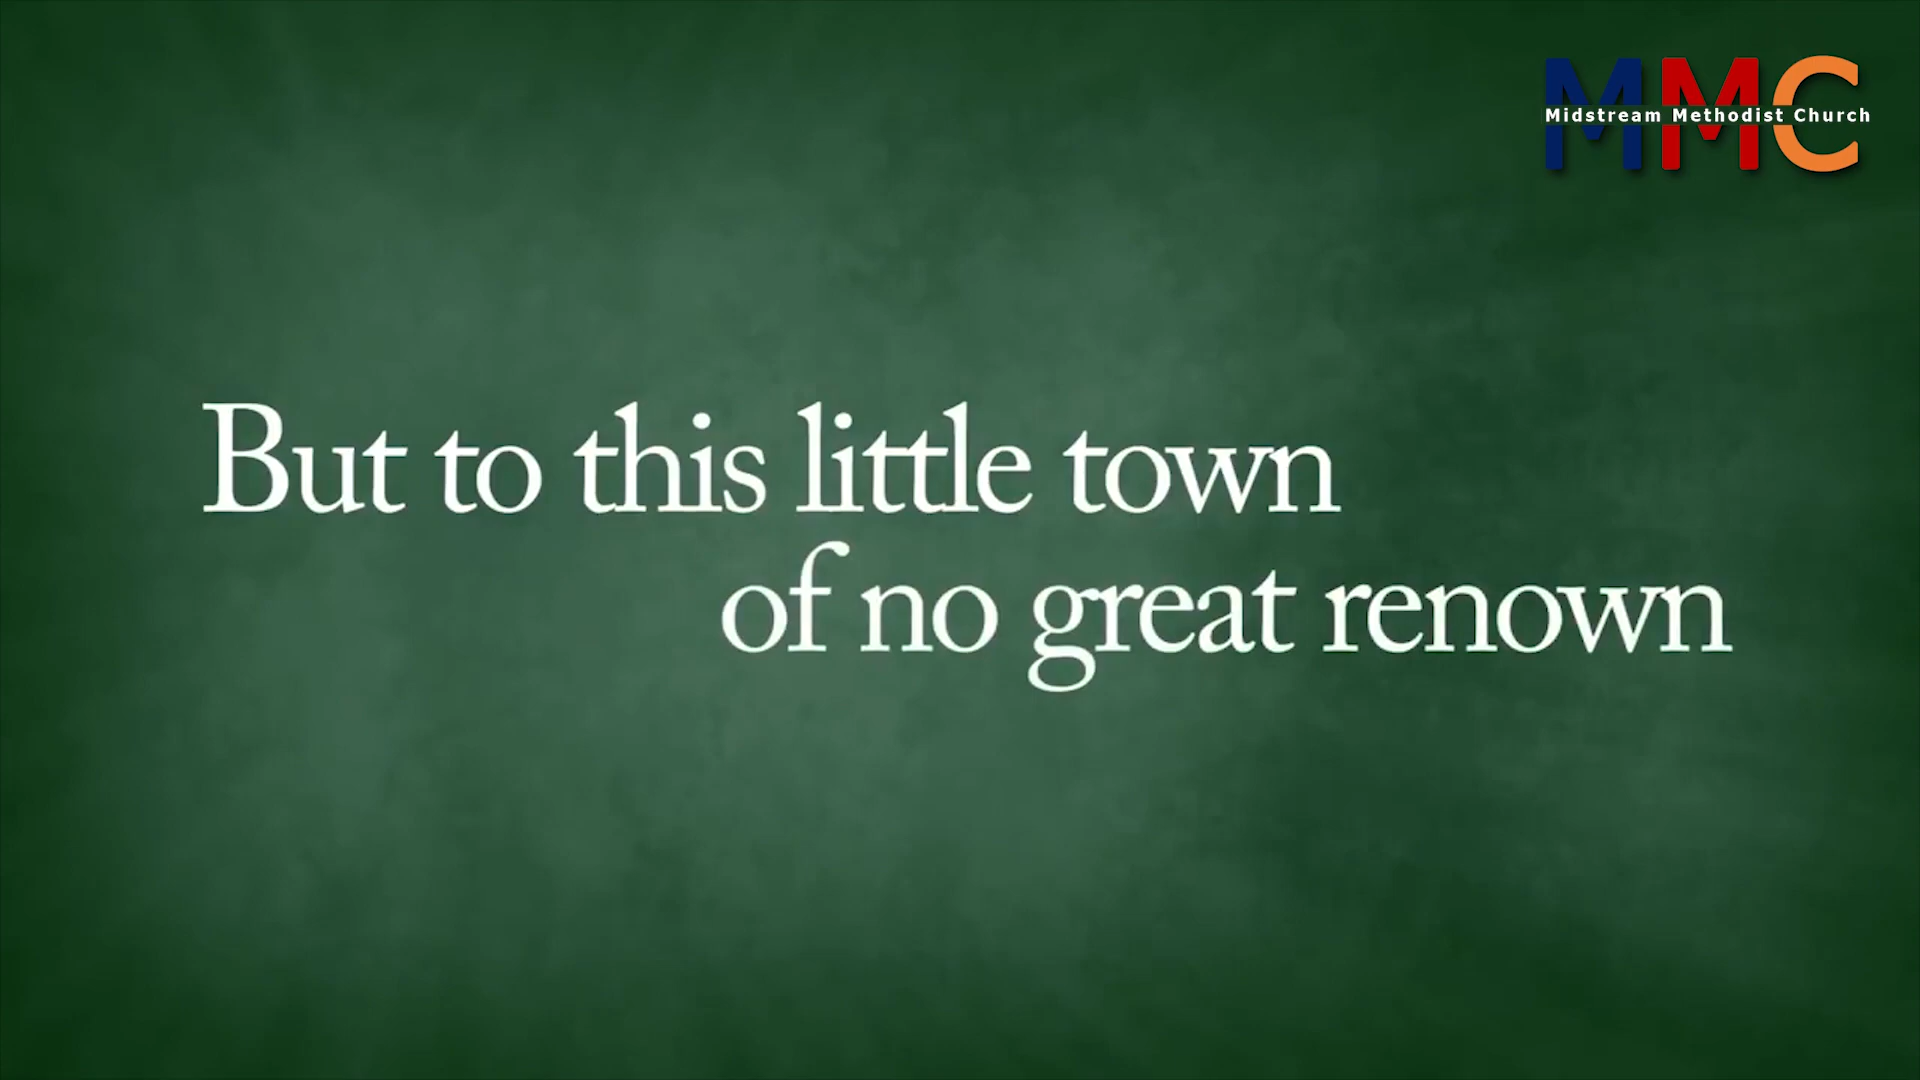 MMC
Midstream Methodist Church
But to this little town
of no great renown